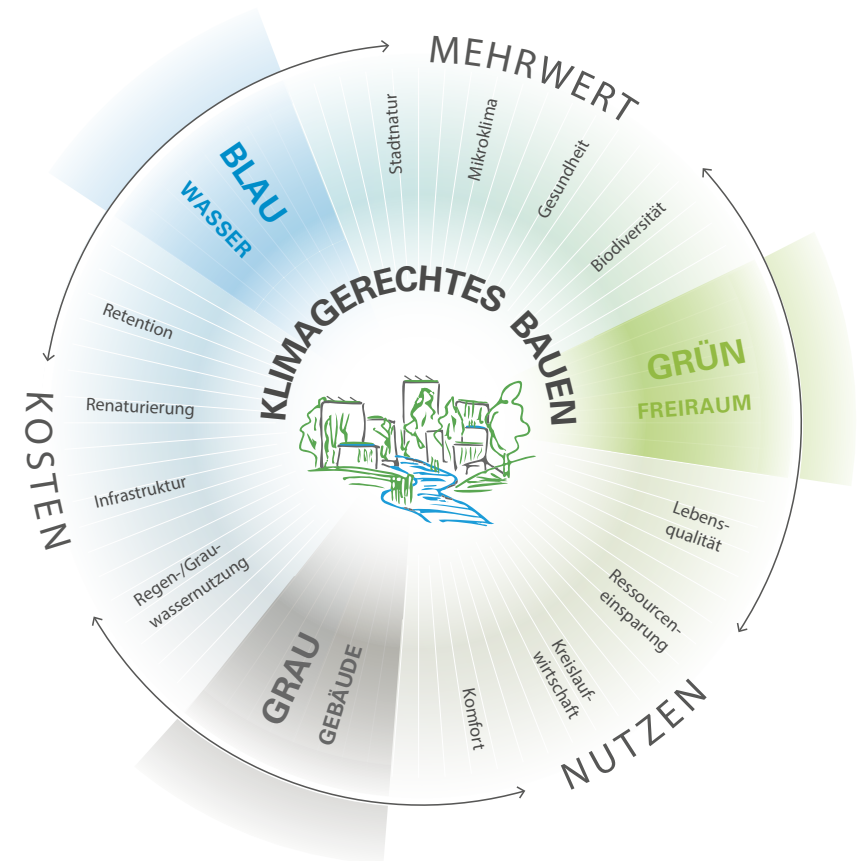 MEHRWERT
Stadtnatur
Mikroklima
Gesundheit
Biodiversität
GRÜN
FREIRAUM
Lebens-
qualität
Ressourcen-
einsparung
Kreislauf-
wirtschaft
Komfort
NUTZEN
GRAU
GEBÄUDE
Regen-/Grau-
wassernutzung
Infrastruktur
Renaturierung
Retention
KOSTEN
BLAU
WASSER
KLIMAGERECHTES BAUEN